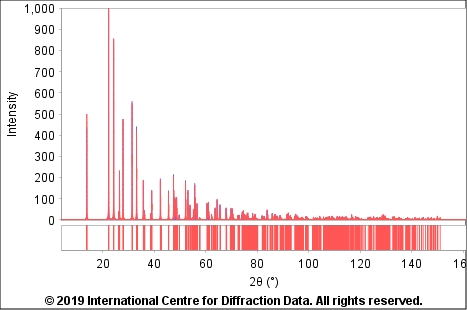 1,000
900
800
700
600
500
400
300
200
100
0
Intensity
20 40 60 80 100 120 140 16
2θ (°)
© 2019 International Centre for Diffraction Data. All rights reserved.